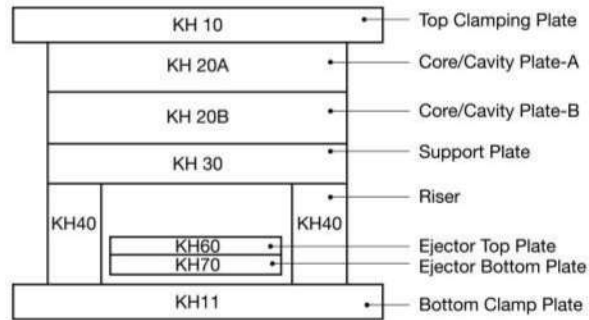 KH 10
Top Clamping Plate
KH 20A
Core/Cavity Plate-A
KH 20B
Core/Cavity Plate-B
KH 30
Support Plate
Riser
KH40
KH40
KH60
Ejector Top Plate
KH70
Ejector Bottom Plate
KH11
Bottom Clamp Plate